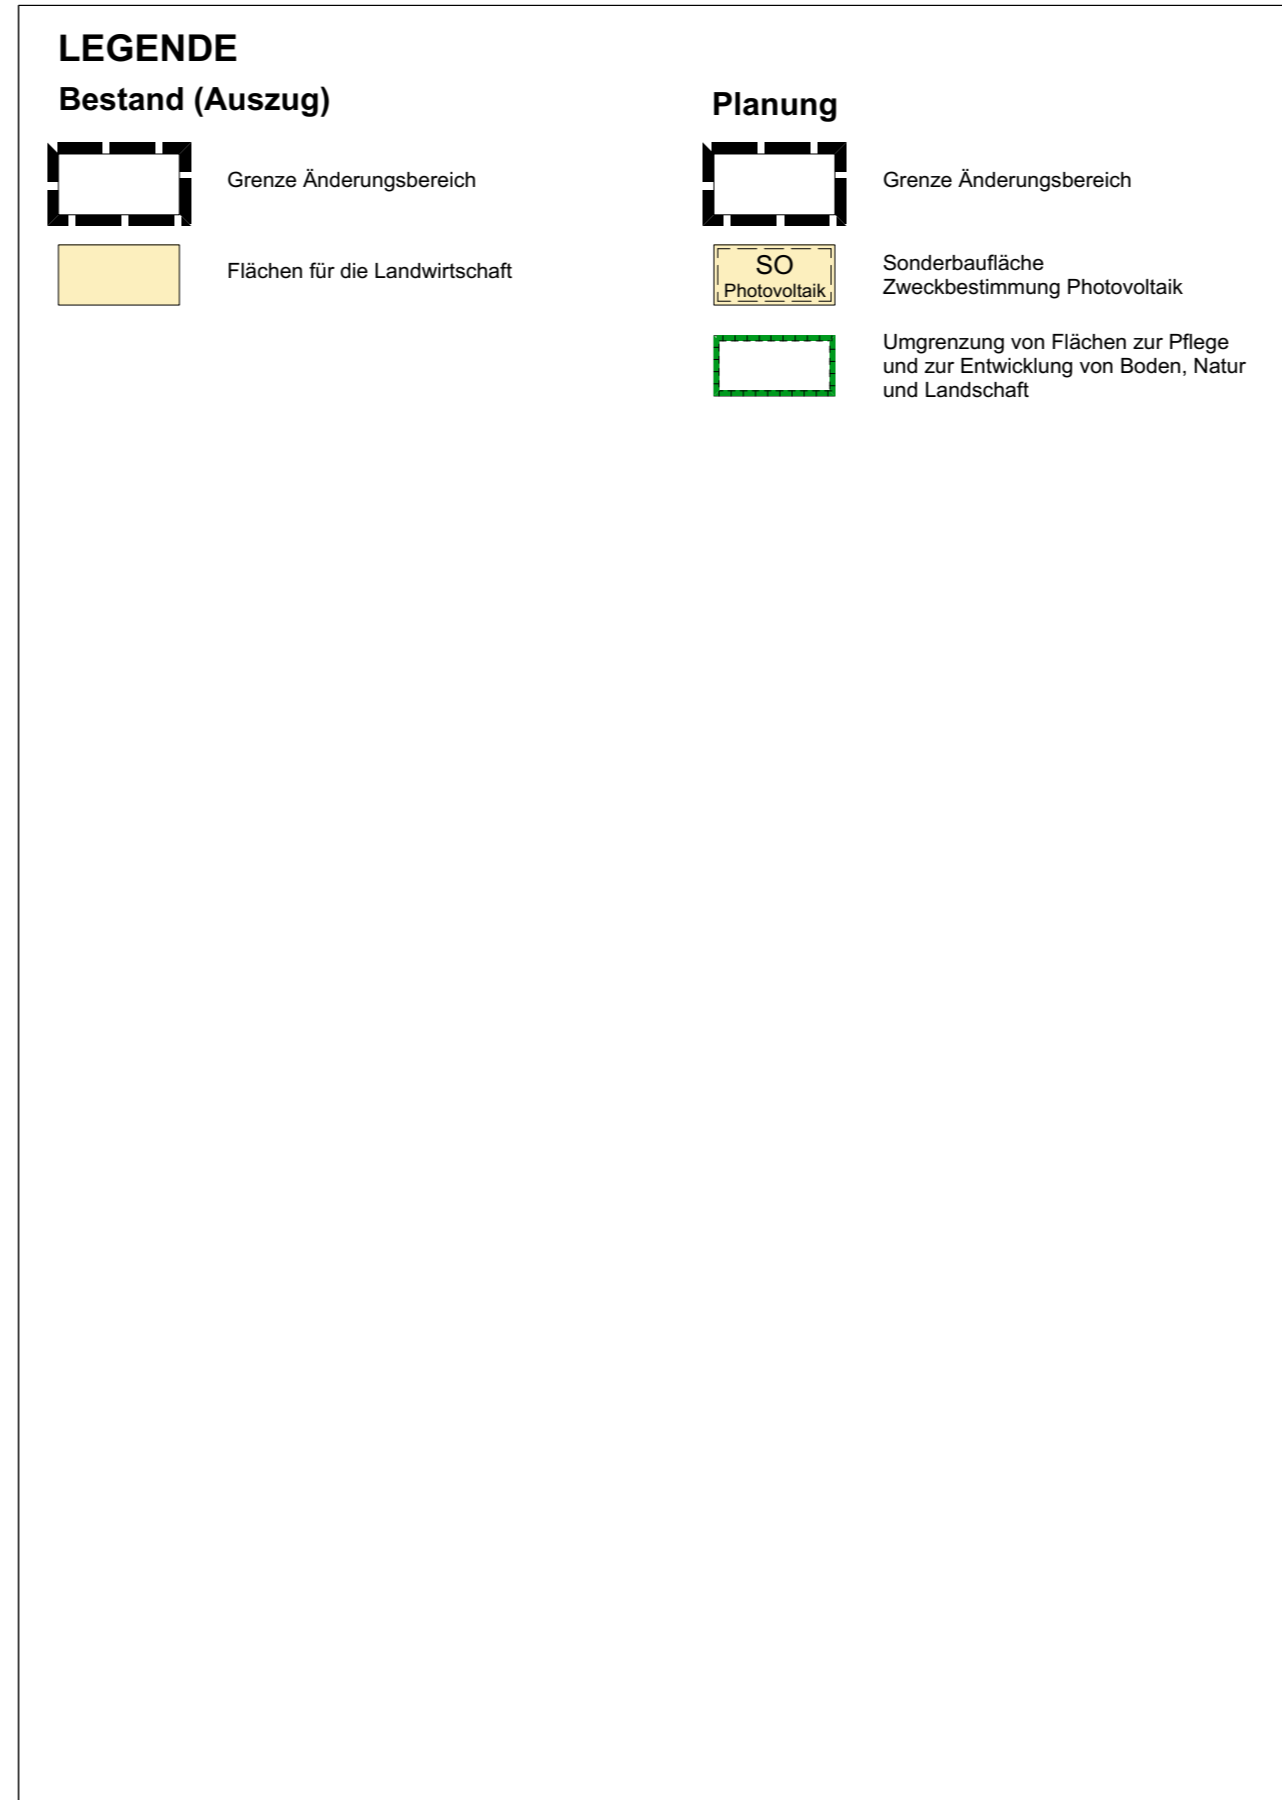 LEGENDE
Bestand (Auszug)
Grenze Änderungsbereich
Flächen für die Landwirtschaft
Planung
Grenze Änderungsbereich
SO
Photovoltaik
Sonderbaufläche
Zweckbestimmung Photovoltaik
Umgrenzung von Flächen zur Pflege
und zur Entwicklung von Boden, Natur
und Landschaft